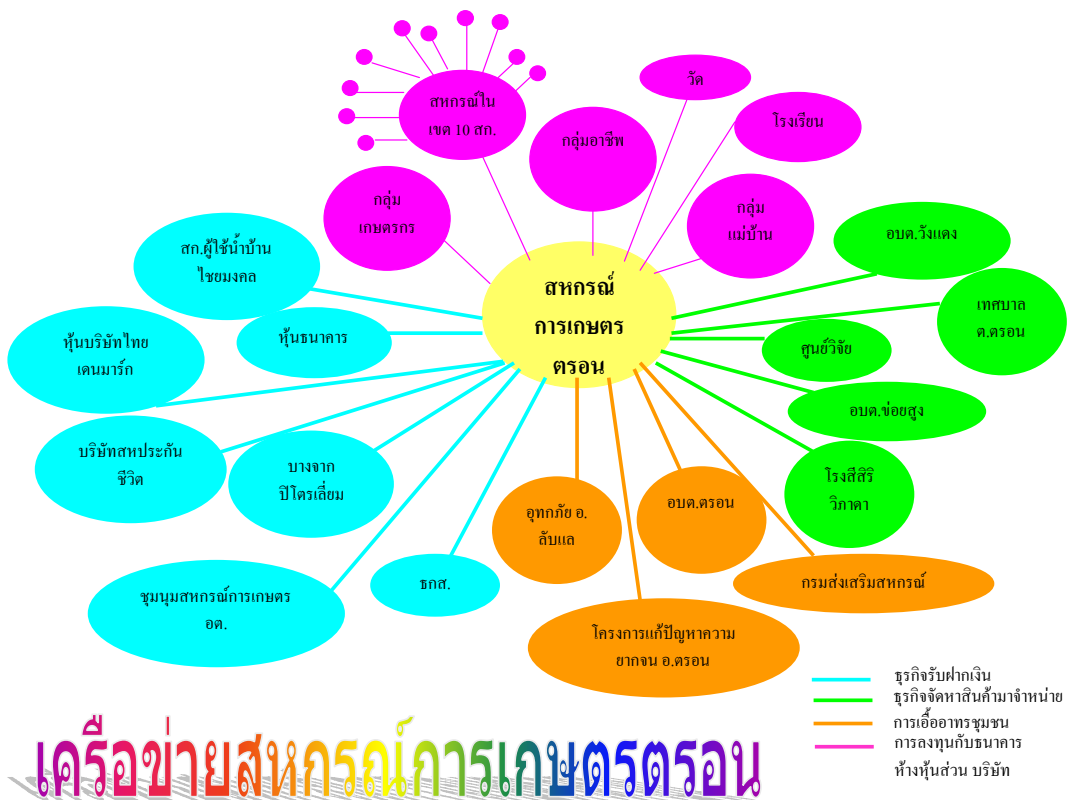 สหกรณ์ใน
เขต 10 สก.
วัด
โรงเรียน
กลุ่มอาชีพ
กลุ่ม
เกษตรกร
กลุ่ม
แม่บ้าน
สก.ผู้ใช้น้ำบ้าน
ไชยมงคล
อบต.วังแดง
สหกรณ์
การเกษตร
ตรอน
เทศบาล
ต.ตรอน
หุ้นบริษัทไทย
เดนมาร์ก
หุ้นธนาคาร
ศูนย์วิจัย
อบต.ข่อยสูง
บริษัทสหประกัน
ชีวิต
บางจาก
ปิโตรเลี่ยม
โรงสีสิริ
วิภาดา
อุทกภัย อ.
ลับแล
อบต.ตรอน
ชุมนุมสหกรณ์การเกษตร
อต.
ธกส.
กรมส่งเสริมสหกรณ์
โครงการแก้ปัญหาความ
ยากจน อ.ตรอน
ธุรกิจรับฝากเงิน
ธุรกิจจัดหาสินค้ามาจำหน่าย
การเอื้ออาทรชุมชน
การลงทุนกับธนาคาร
ห้างหุ้นส่วน บริษัท
เครือข่ายสหกรณ์การเกษตรตรอน